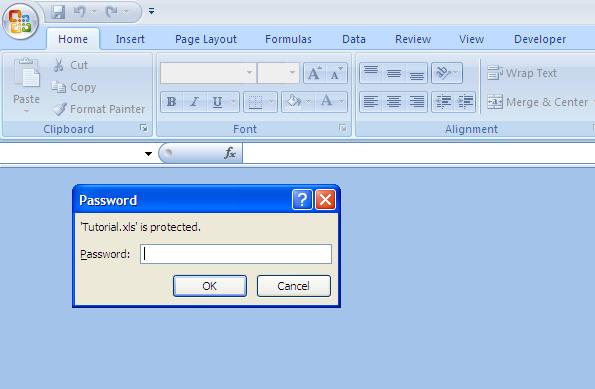 Home Insert Page Layout Formulas Data Review View Developer
Cut
Copy
Paste
Format Painter
Clipboard
B I U
A A
A
Font
Wrap Text
Merge & Center
Alignment
fx
Password
'Tutorial.xls' is protected.
Password:
OK Cancel